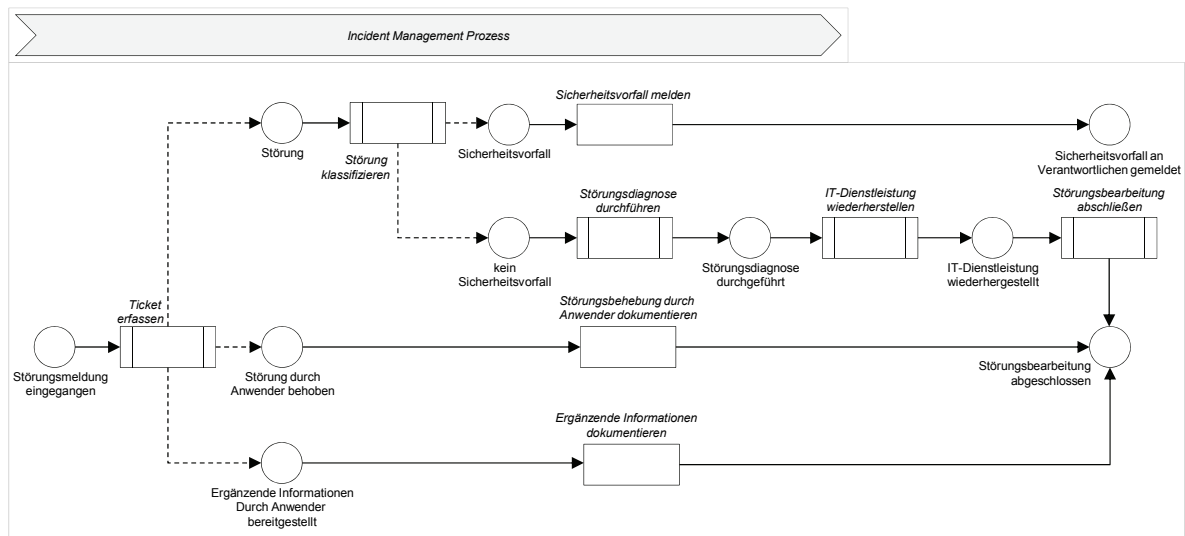 Incident Management Prozess
Sicherheitsvorfall melden
Störung
Störung
klassifizieren
Sicherheitsvorfall
Sicherheitsvorfall an
Verantwortlichen gemeldet
Störungsdiagnose
durchführen
IT-Dienstleistung
wiederherstellen
Störungsbearbeitung
abschließen
kein
Sicherheitsvorfall
Störungsdiagnose
durchgeführt
IT-Dienstleistung
wiederhergestellt
Ticket
erfassen
Störungsbehebung durch
Anwender dokumentieren
Störungsmeldung
eingegangen
Störung durch
Anwender behoben
Störungsbearbeitung
abgeschlossen
Ergänzende Informationen
dokumentieren
Ergänzende Informationen
Durch Anwender
bereitgestellt